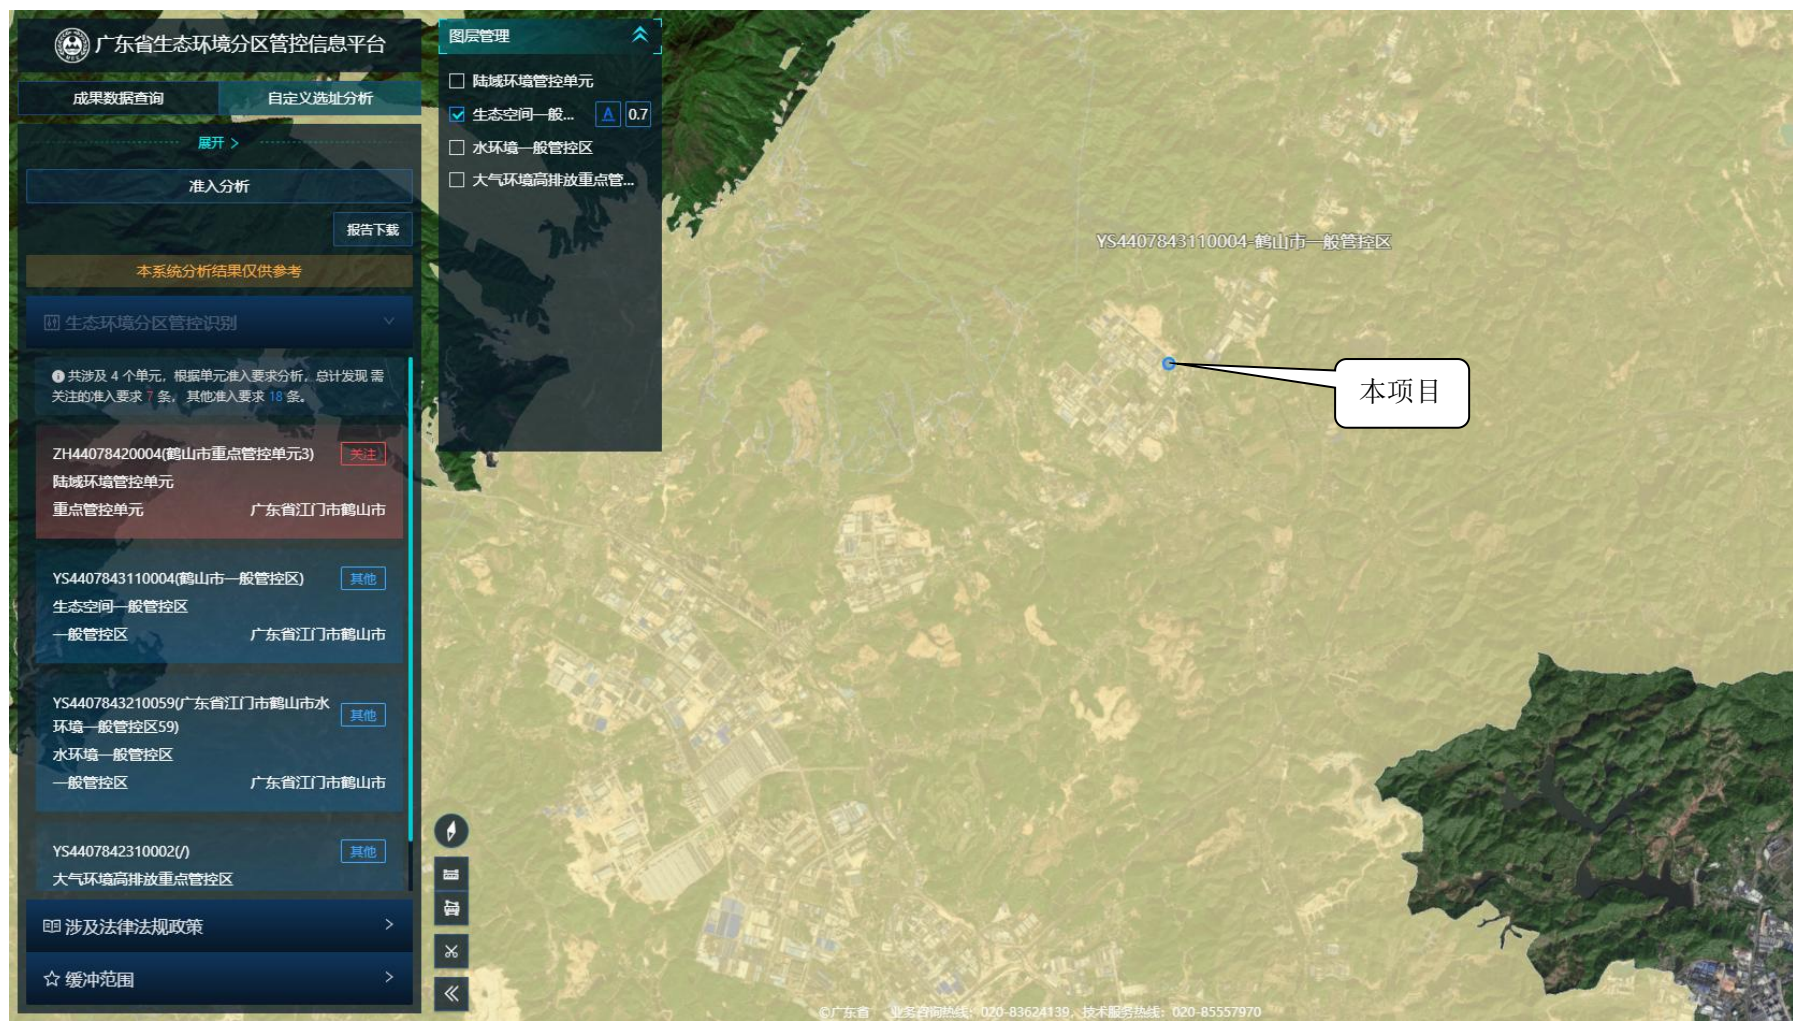 广东省生态环境分区管控信息平台
成果数据查询
自定义选址分析
展开 >
准入分析
报告下载
本系统分析结果仅供参考
生态环境分区管控识别
共涉及 4 个单元，根据单元准入要求分析，总计发现 需
关注的准入要求 7 条，其他准入要求 18 条。
ZH44078420004(鹤山市重点管控单元3)
关注
陆域环境管控单元
重点管控单元
广东省江门市鹤山市
YS4407843110004(鹤山市一般管控区)
其他
生态空间一般管控区
一般管控区
广东省江门市鹤山市
YS4407843210059(广东省江门市鹤山市水
环境一般管控区59)
其他
水环境一般管控区
一般管控区
广东省江门市鹤山市
YS4407842310002(/)
其他
大气环境高排放重点管控区
涉及法律法规政策
缓冲范围
图层管理
陆域环境管控单元
生态空间一般...
A
0.7
水环境一般管控区
大气环境高排放重点管...
YS4407843110004-鹤山市一般管控区
本项目
©广东省 业务咨询热线：020-83624139，技术服务热线：020-85557970